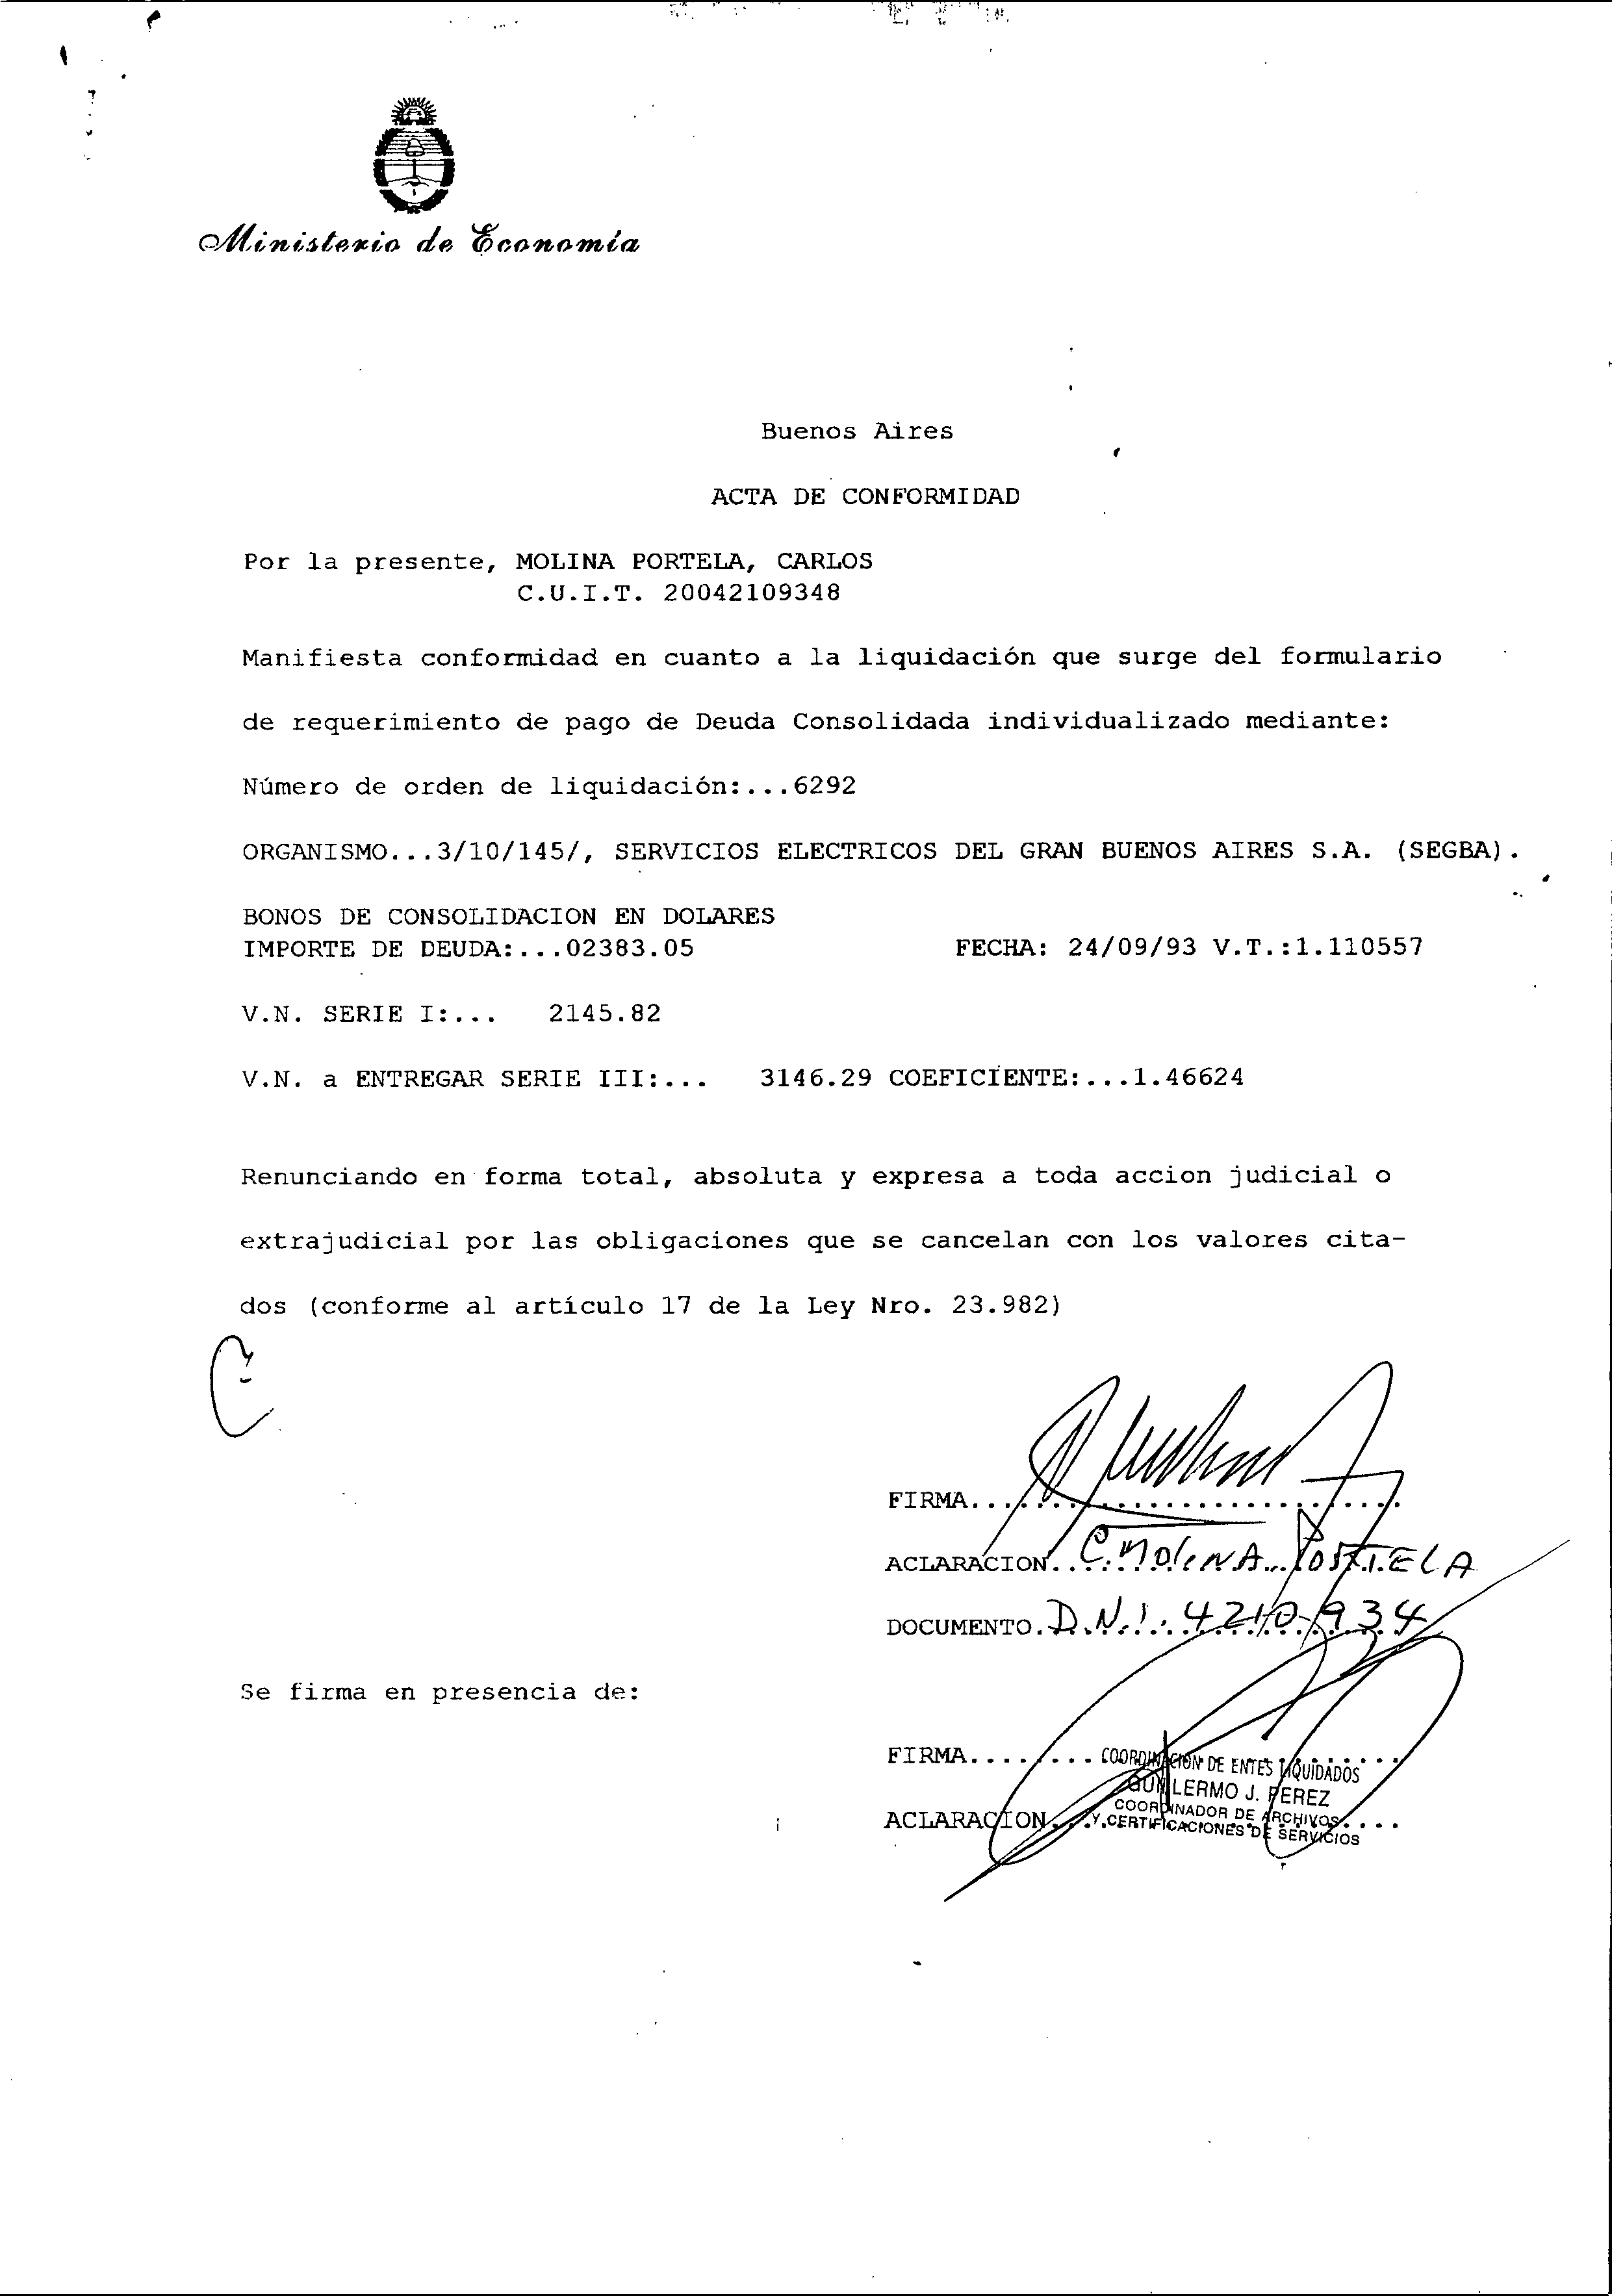 Ministerio de Economía
Buenos Aires
ACTA DE CONFORMIDAD
Por la presente, MOLINA PORTELA, CARLOS
C.U.I.T. 20042109348
Manifiesta conformidad en cuanto a la liquidación que surge del formulario
de requerimiento de pago de Deuda Consolidada individualizado mediante:
Número de orden de liquidación:...6292
ORGANISMO...3/10/145/, SERVICIOS ELECTRICOS DEL GRAN BUENOS AIRES S.A. (SEGBA).
BONOS DE CONSOLIDACION EN DOLARES
IMPORTE DE DEUDA:...02383.05 FECHA: 24/09/93 V.T.:1.110557
V.N. SERIE I:... 2145.82
V.N. a ENTREGAR SERIE III:... 3146.29 COEFICIENTE:...1.46624
Renunciando en forma total, absoluta y expresa a toda accion judicial o
extrajudicial por las obligaciones que se cancelan con los valores cita-
dos (conforme al artículo 17 de la Ley Nro. 23.982)
FIRMA...........................
ACLARACION.. C. MOLINA PORTELA
DOCUMENTO. D.N.I. 4210934
Se firma en presencia de:
FIRMA........
COORDINACION DE ENTES LIQUIDADOS
GUILLERMO J. PEREZ
COORDINADOR DE ARCHIVOS
ACLARACION....
Y CERTIFICACIONES DE SERVICIOS